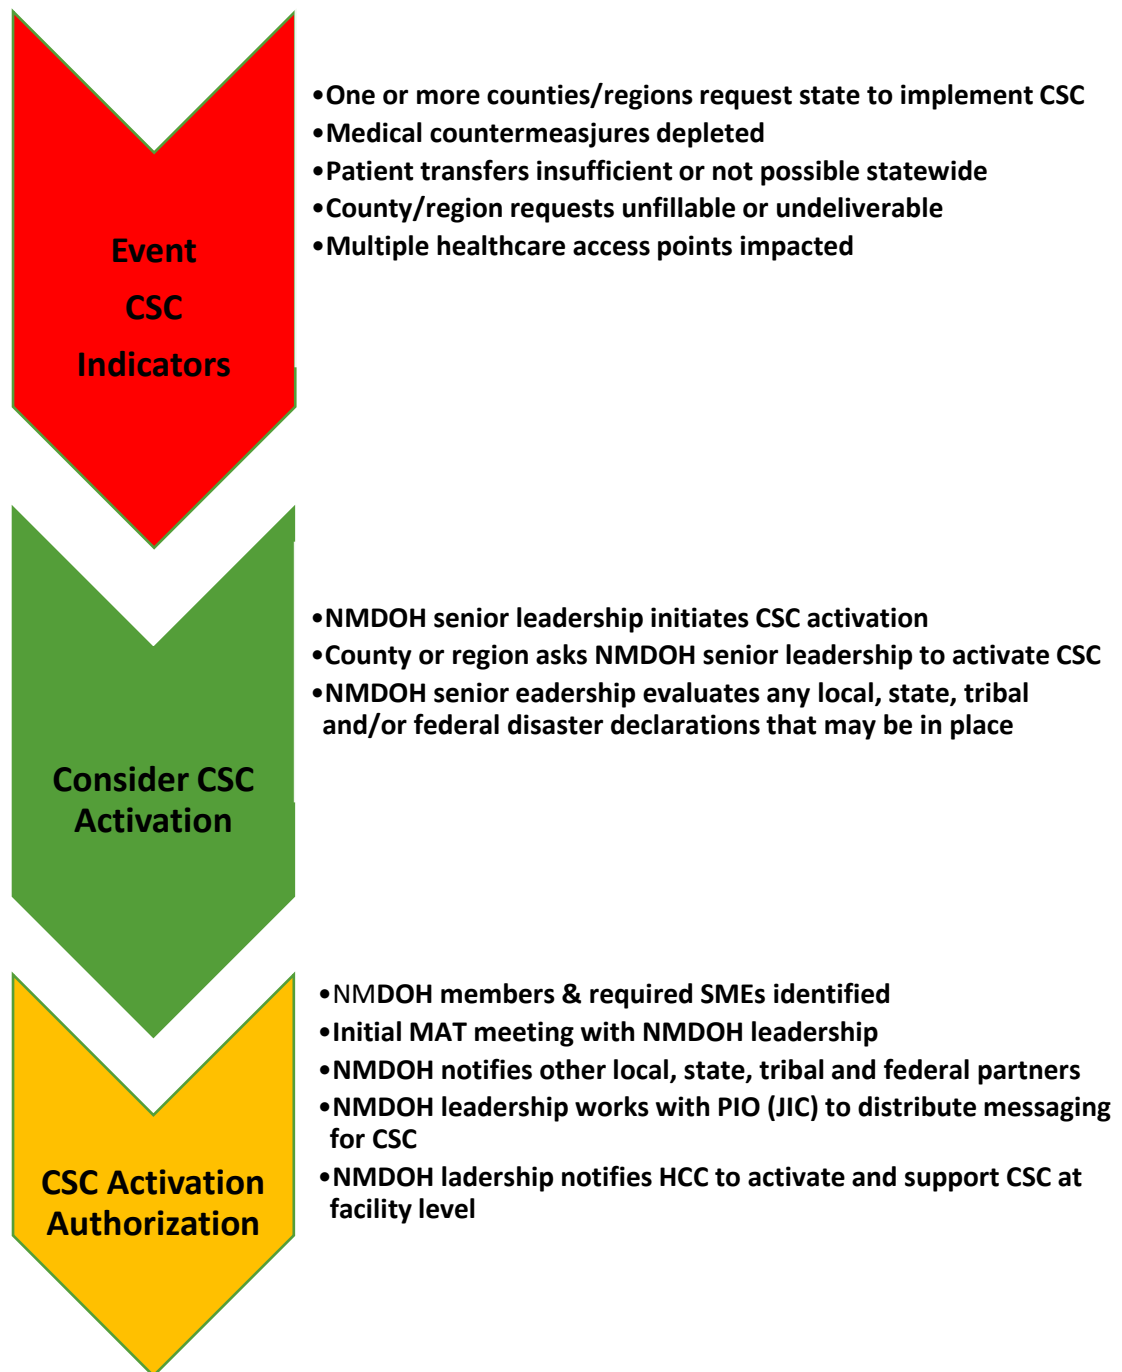 Event
CSC
Indicators
•One or more counties/regions request state to implement CSC
•Medical countermeasjures depleted
•Patient transfers insufficient or not possible statewide
•County/region requests unfillable or undeliverable
•Multiple healthcare access points impacted
Consider CSC
Activation
•NMDOH senior leadership initiates CSC activation
•County or region asks NMDOH senior leadership to activate CSC
•NMDOH senior eadership evaluates any local, state, tribal
and/or federal disaster declarations that may be in place
CSC Activation
Authorization
•NMDOH members & required SMEs identified
•Initial MAT meeting with NMDOH leadership
•NMDOH notifies other local, state, tribal and federal partners
•NMDOH leadership works with PIO (JIC) to distribute messaging
for CSC
•NMDOH ladership notifies HCC to activate and support CSC at
facility level